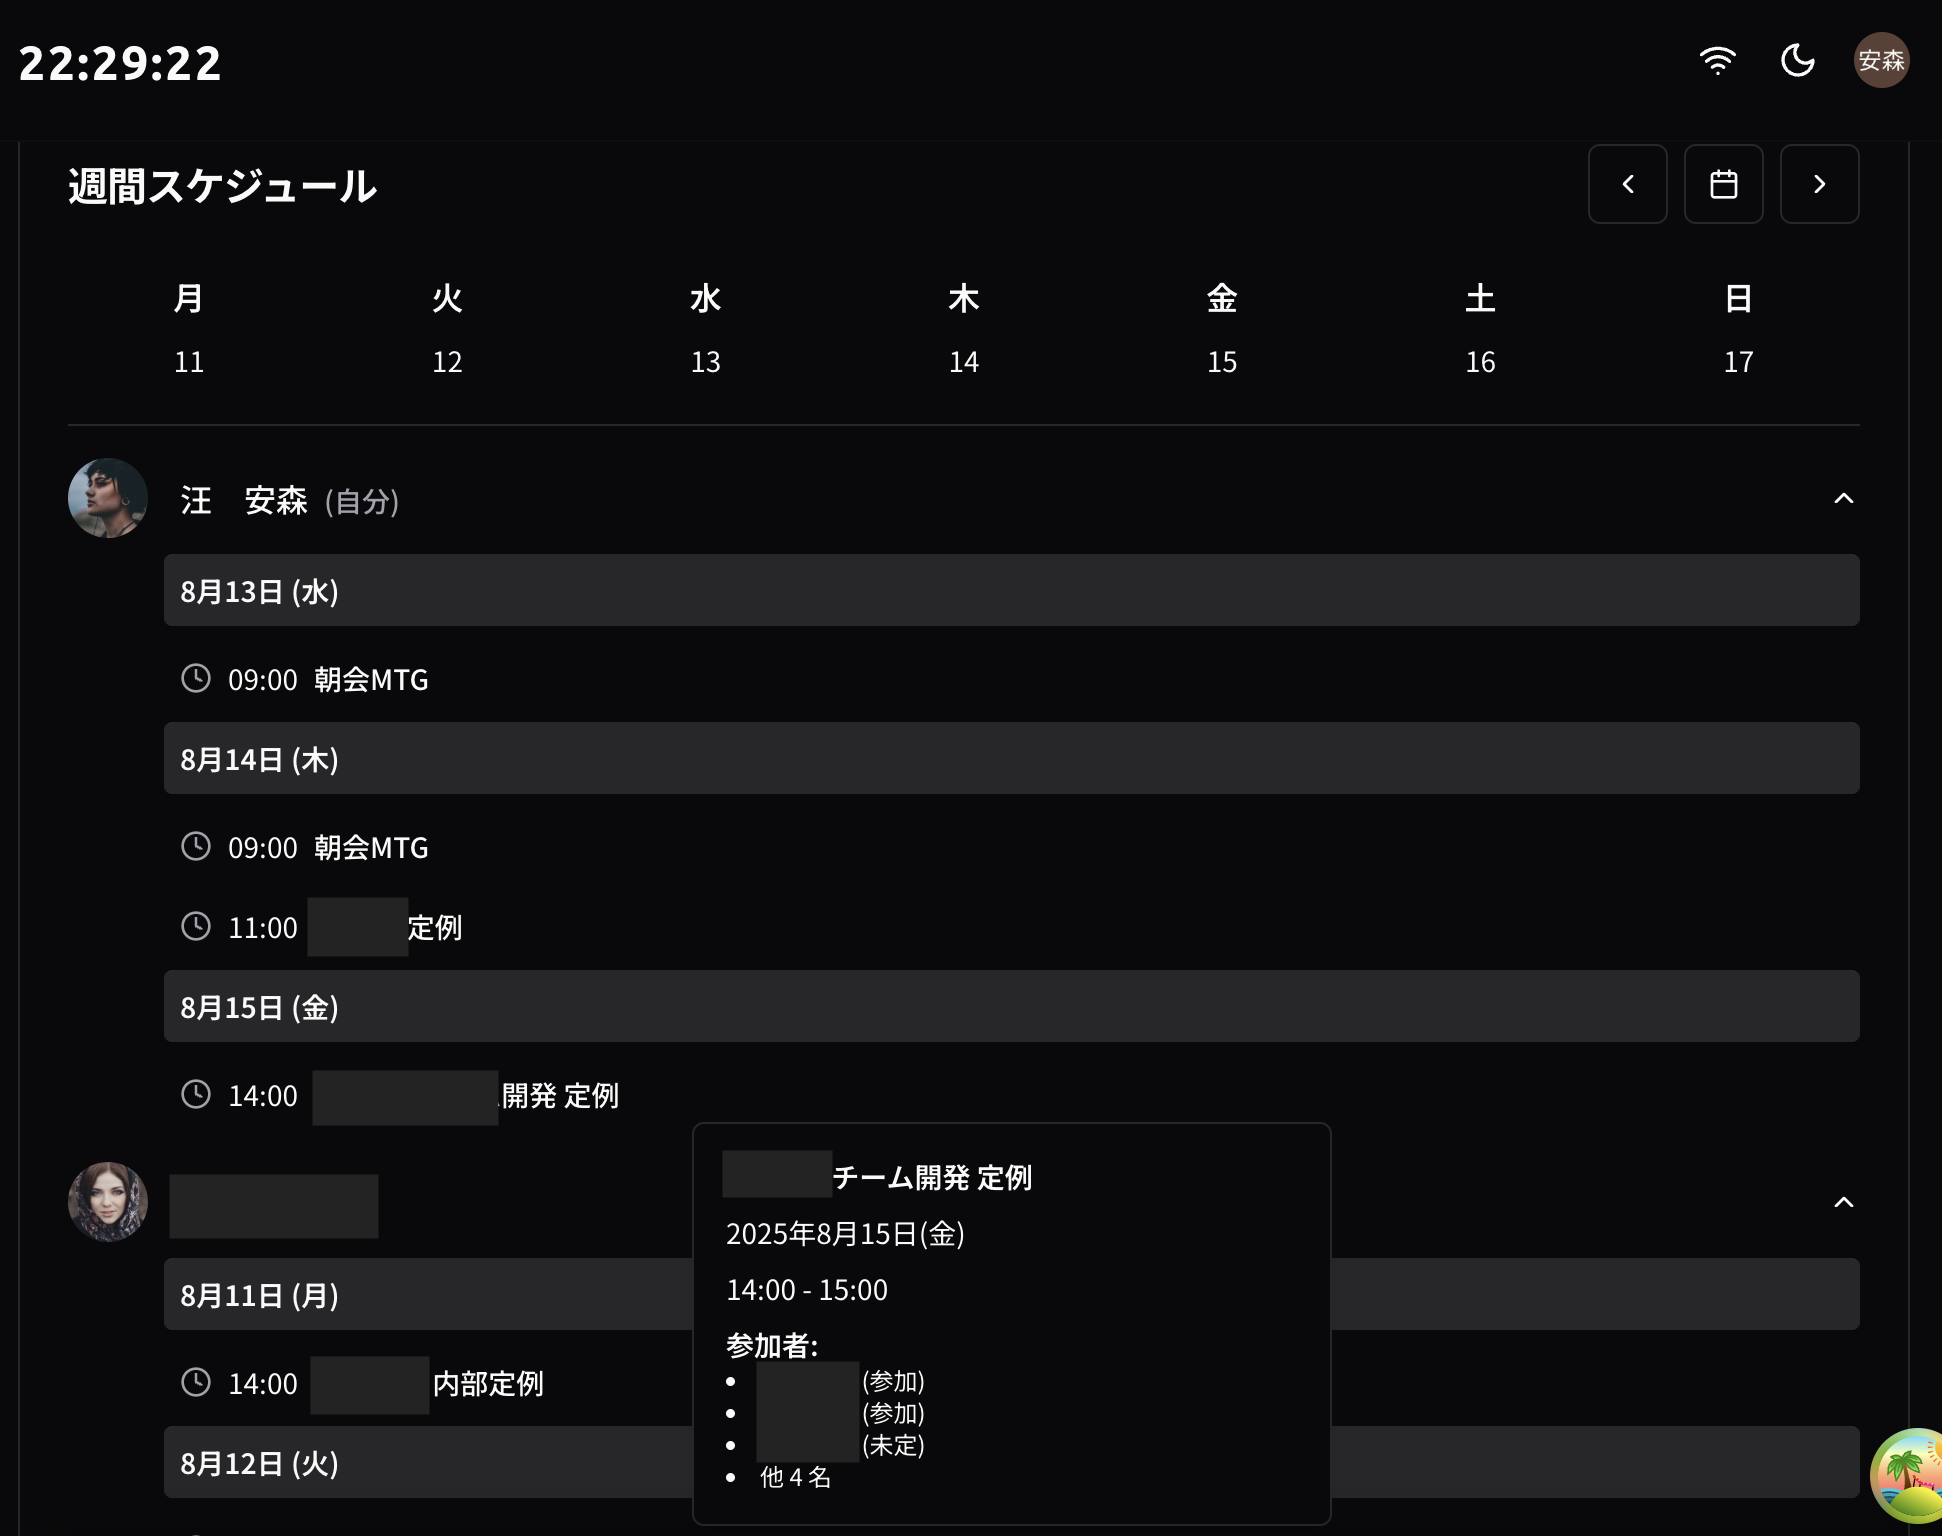 22:29:22
安森
週間スケジュール
月 火 水 木 金 土 日
11 12 13 14 15 16 17
汪　安森 (自分)
8月13日 (水)
09:00 朝会MTG
8月14日 (木)
09:00 朝会MTG
11:00 定例
8月15日 (金)
14:00 開発 定例
チーム開発 定例
2025年8月15日(金)
14:00 - 15:00
参加者:
(参加)
(参加)
(未定)
他 4 名
8月11日 (月)
14:00 内部定例
8月12日 (火)